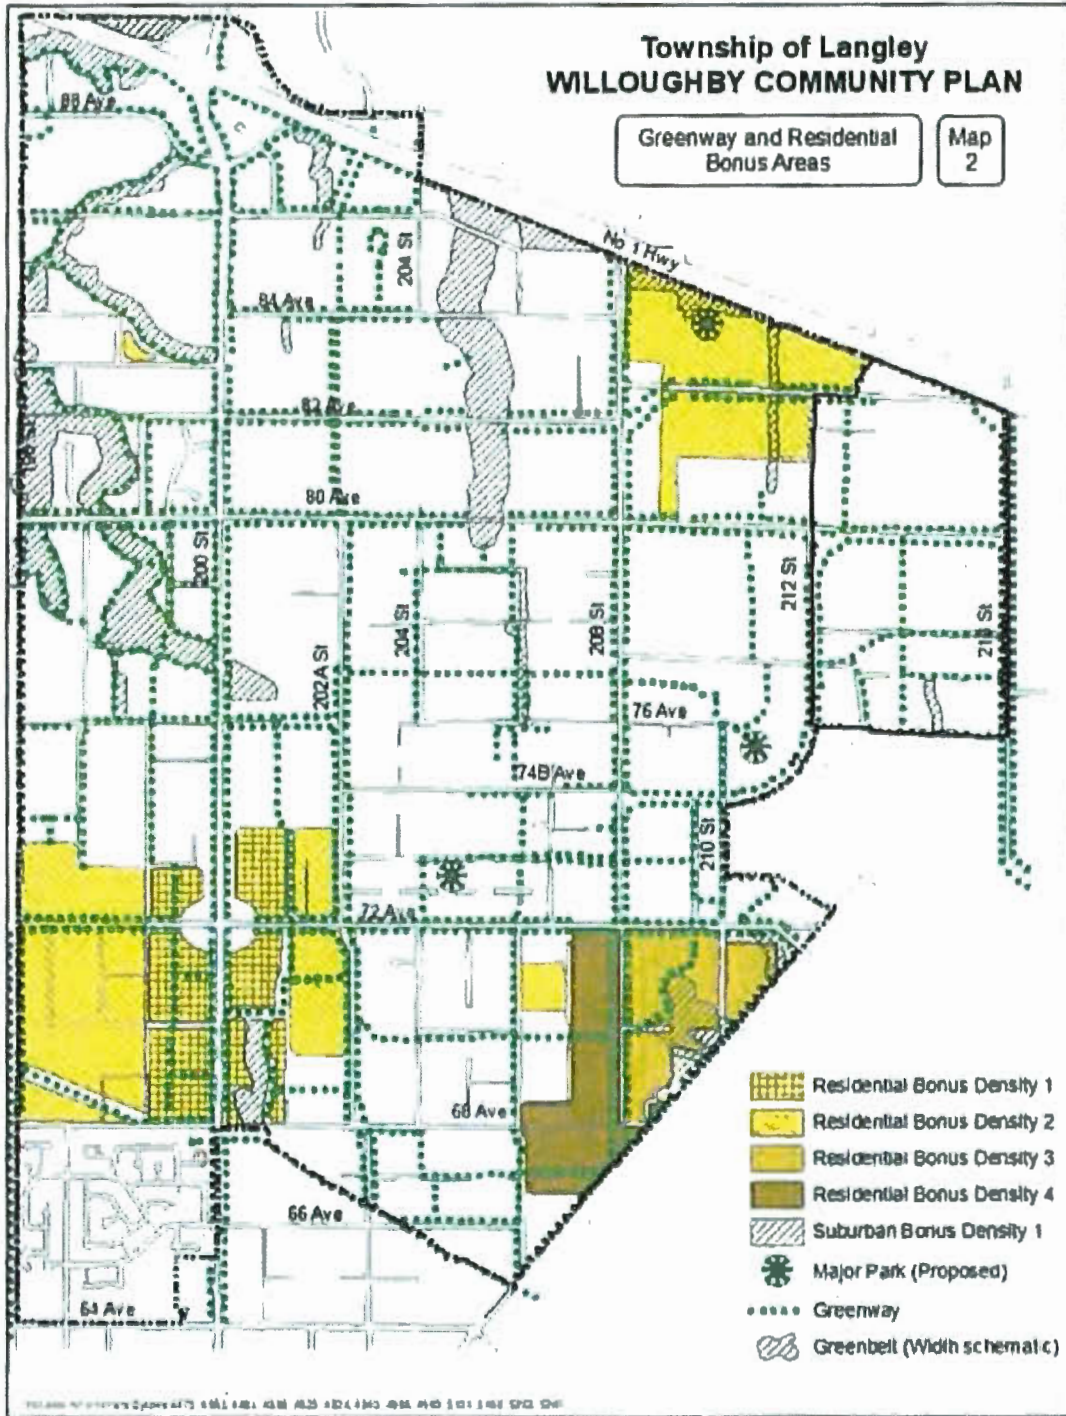 Township of Langley
WILLOUGHBY COMMUNITY PLAN
Greenway and Residential
Bonus Areas
Map
2
88 Ave
No 1 Hwy
204 St
84 Ave
82 Ave
80 Ave
200 St
202A St
204 St
208 St
212 St
76 Ave
74B Ave
210 St
72 Ave
68 Ave
66 Ave
64 Ave
Residential Bonus Density 1
Residential Bonus Density 2
Residential Bonus Density 3
Residential Bonus Density 4
Suburban Bonus Density 1
Major Park (Proposed)
Greenway
Greenbelt (Width schematic)